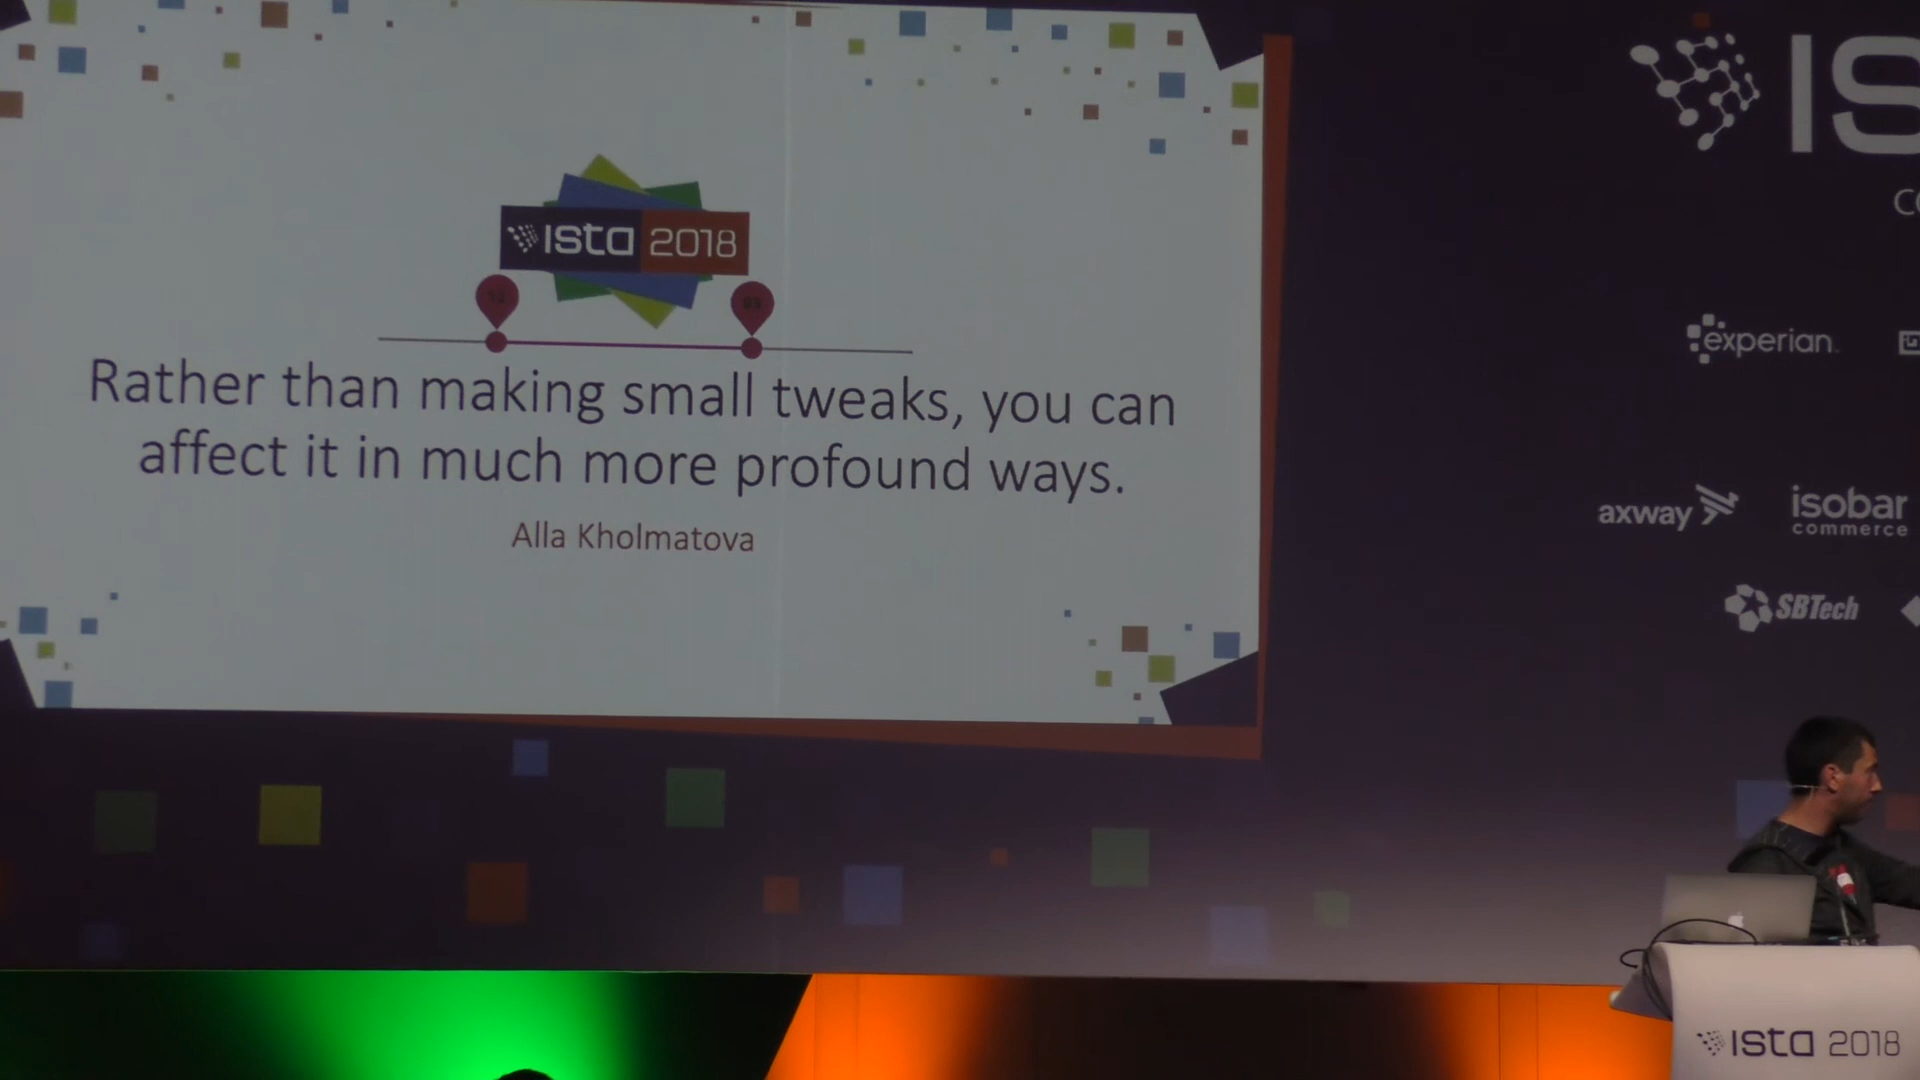 ista 2018
Rather than making small tweaks, you can
affect it in much more profound ways.
Alla Kholmatova
experian.
axway
isobar
commerce
SBTech
ista 2018